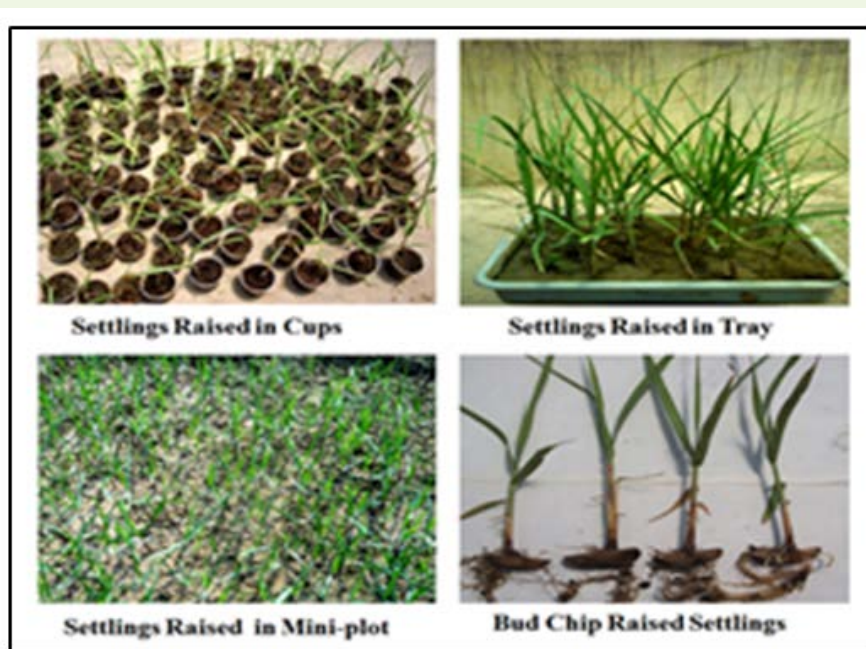 Settlings Raised in Cups
Settlings Raised in Tray
Settlings Raised in Mini-plot
Bud Chip Raised Settlings